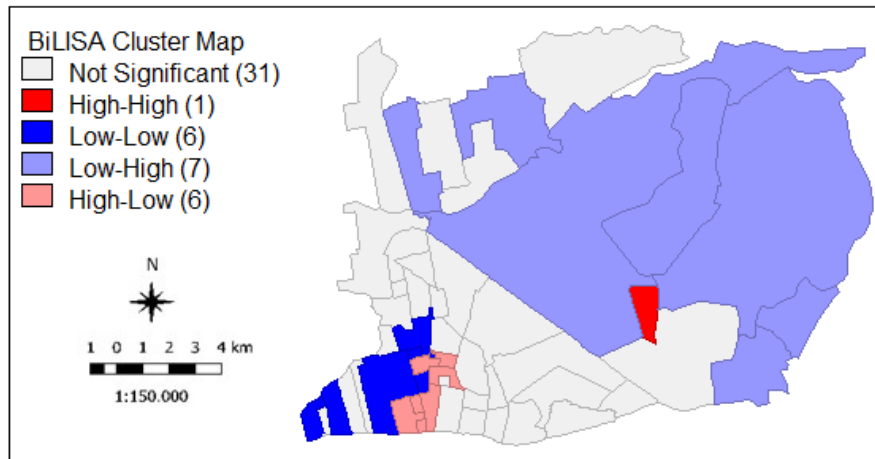 BiLISA Cluster Map
Not Significant (31)
High-High (1)
Low-Low (6)
Low-High (7)
High-Low (6)
N
1 0 1 2 3 4 km
1:150.000